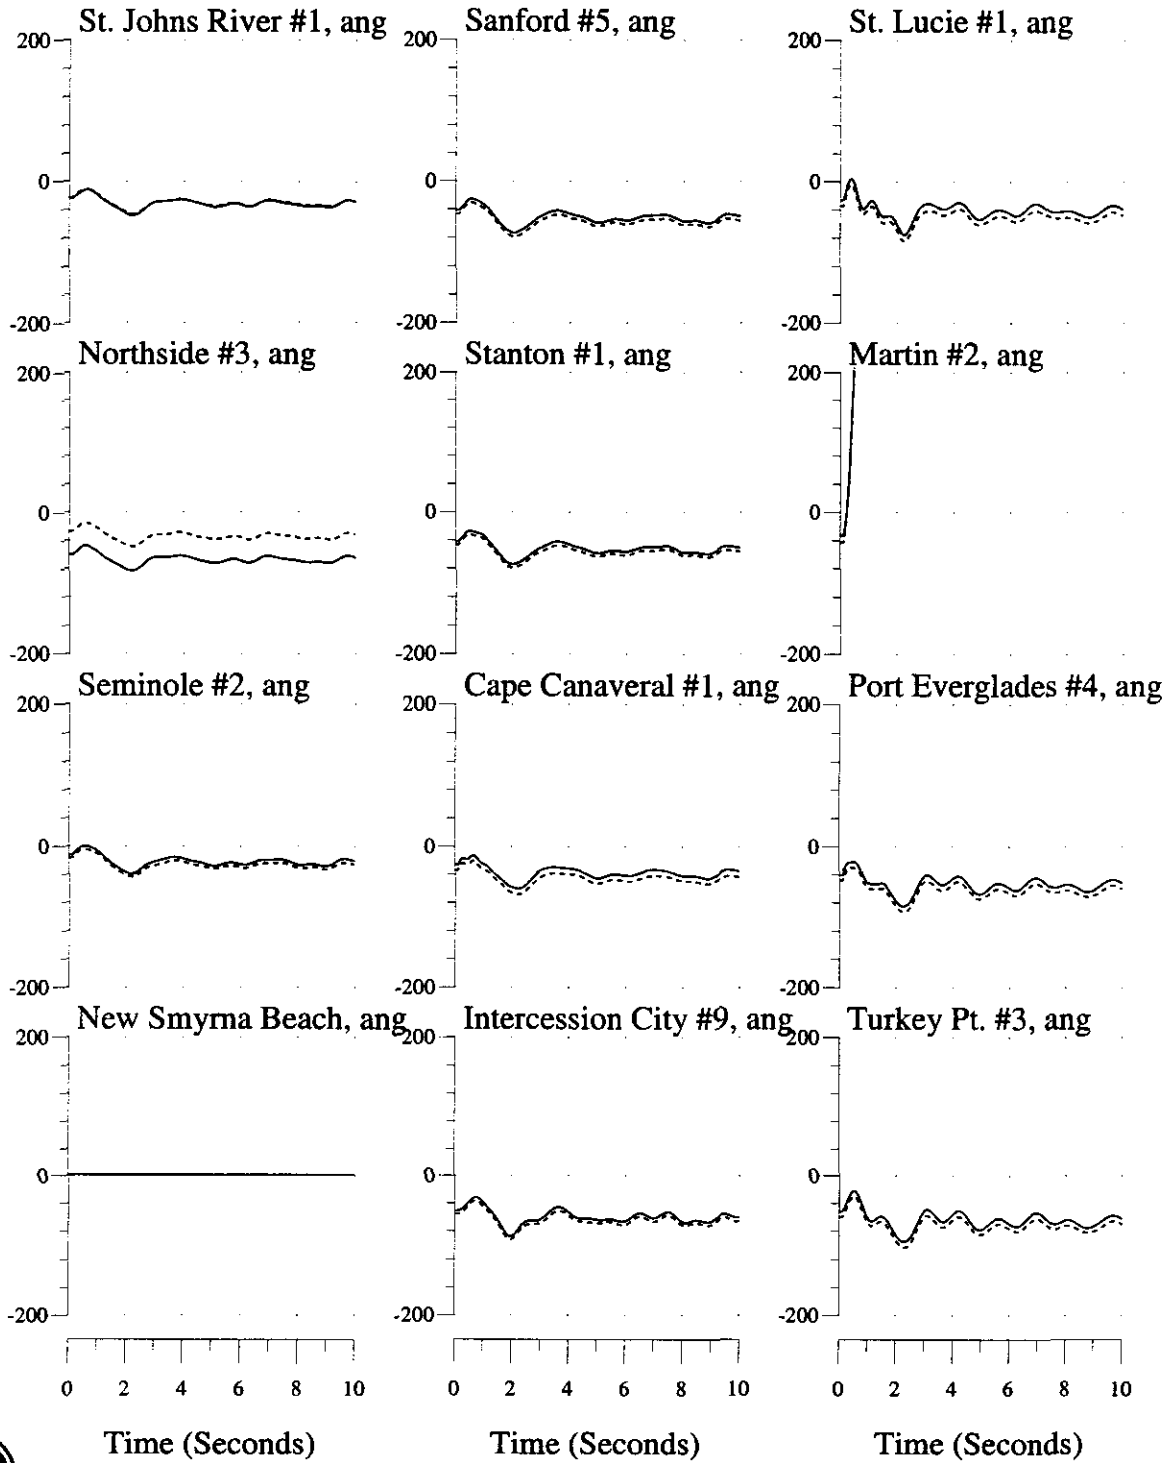 St. Johns River #1, ang
200
0
-200
Sanford #5, ang
200
0
-200
St. Lucie #1, ang
200
0
-200
Northside #3, ang
200
0
-200
Stanton #1, ang
200
0
-200
Martin #2, ang
200
0
-200
Seminole #2, ang
200
0
-200
Cape Canaveral #1, ang
200
0
-200
Port Everglades #4, ang
200
0
-200
New Smyrna Beach, ang
200
0
-200
0 2 4 6 8 10
Time (Seconds)
Intercession City #9, ang
200
0
-200
0 2 4 6 8 10
Time (Seconds)
Turkey Pt. #3, ang
200
0
-200
0 2 4 6 8 10
Time (Seconds)